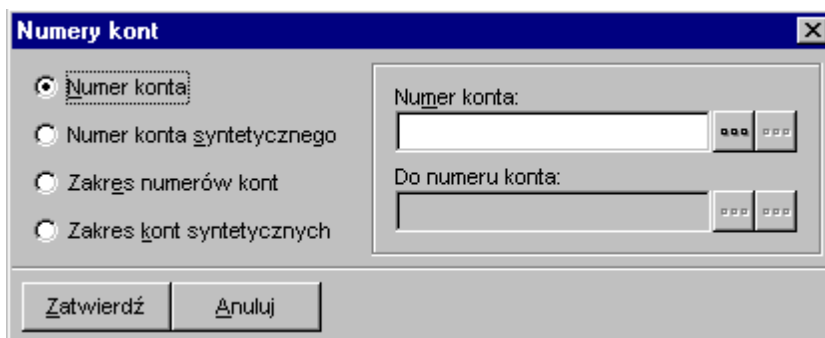 Numery kont
Numer konta
Numer konta syntetycznego
Zakres numerów kont
Zakres kont syntetycznych
Numer konta:
Do numeru konta:
Zatwierdź
Anuluj